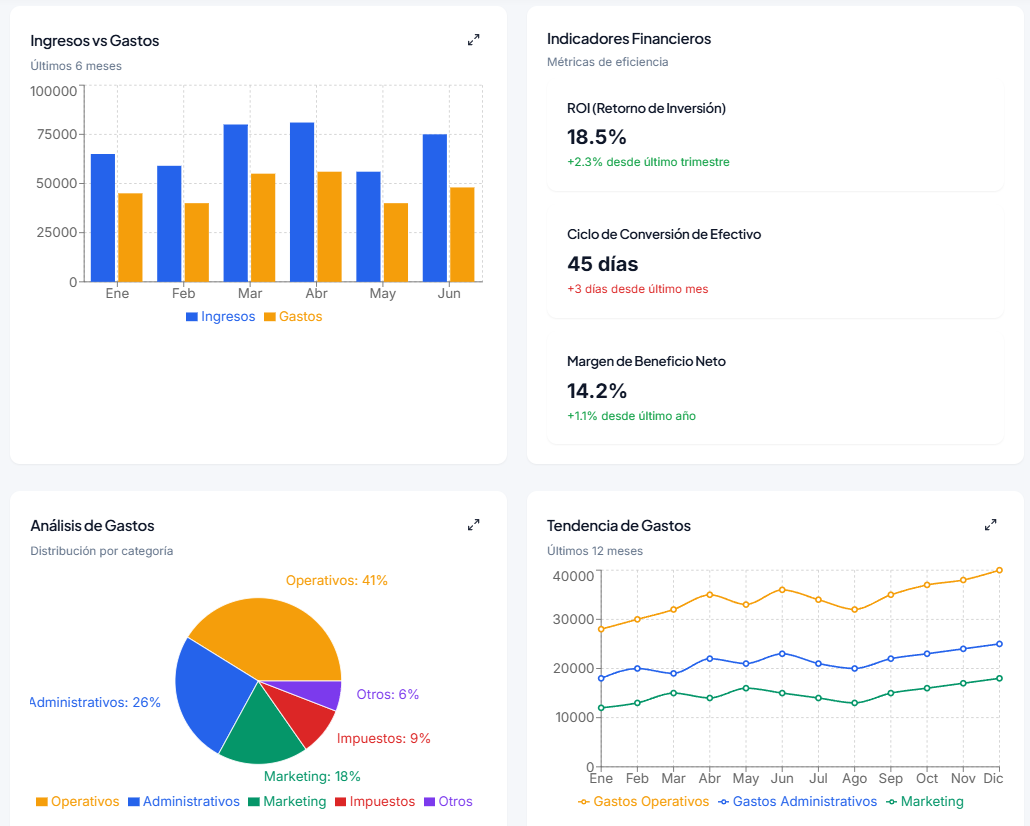 Ingresos vs Gastos
Últimos 6 meses
100000
75000
50000
25000
0
Ene Feb Mar Abr May Jun
Ingresos Gastos
Indicadores Financieros
Métricas de eficiencia
ROI (Retorno de Inversión)
18.5%
+2.3% desde último trimestre
Ciclo de Conversión de Efectivo
45 días
+3 días desde último mes
Margen de Beneficio Neto
14.2%
+1.1% desde último año
Análisis de Gastos
Distribución por categoría
Operativos: 41%
Administrativos: 26%
Otros: 6%
Impuestos: 9%
Marketing: 18%
Operativos Administrativos Marketing Impuestos Otros
Tendencia de Gastos
Últimos 12 meses
40000
30000
20000
10000
0
Ene Feb Mar Abr May Jun Jul Ago Sep Oct Nov Dic
Gastos Operativos Gastos Administrativos Marketing